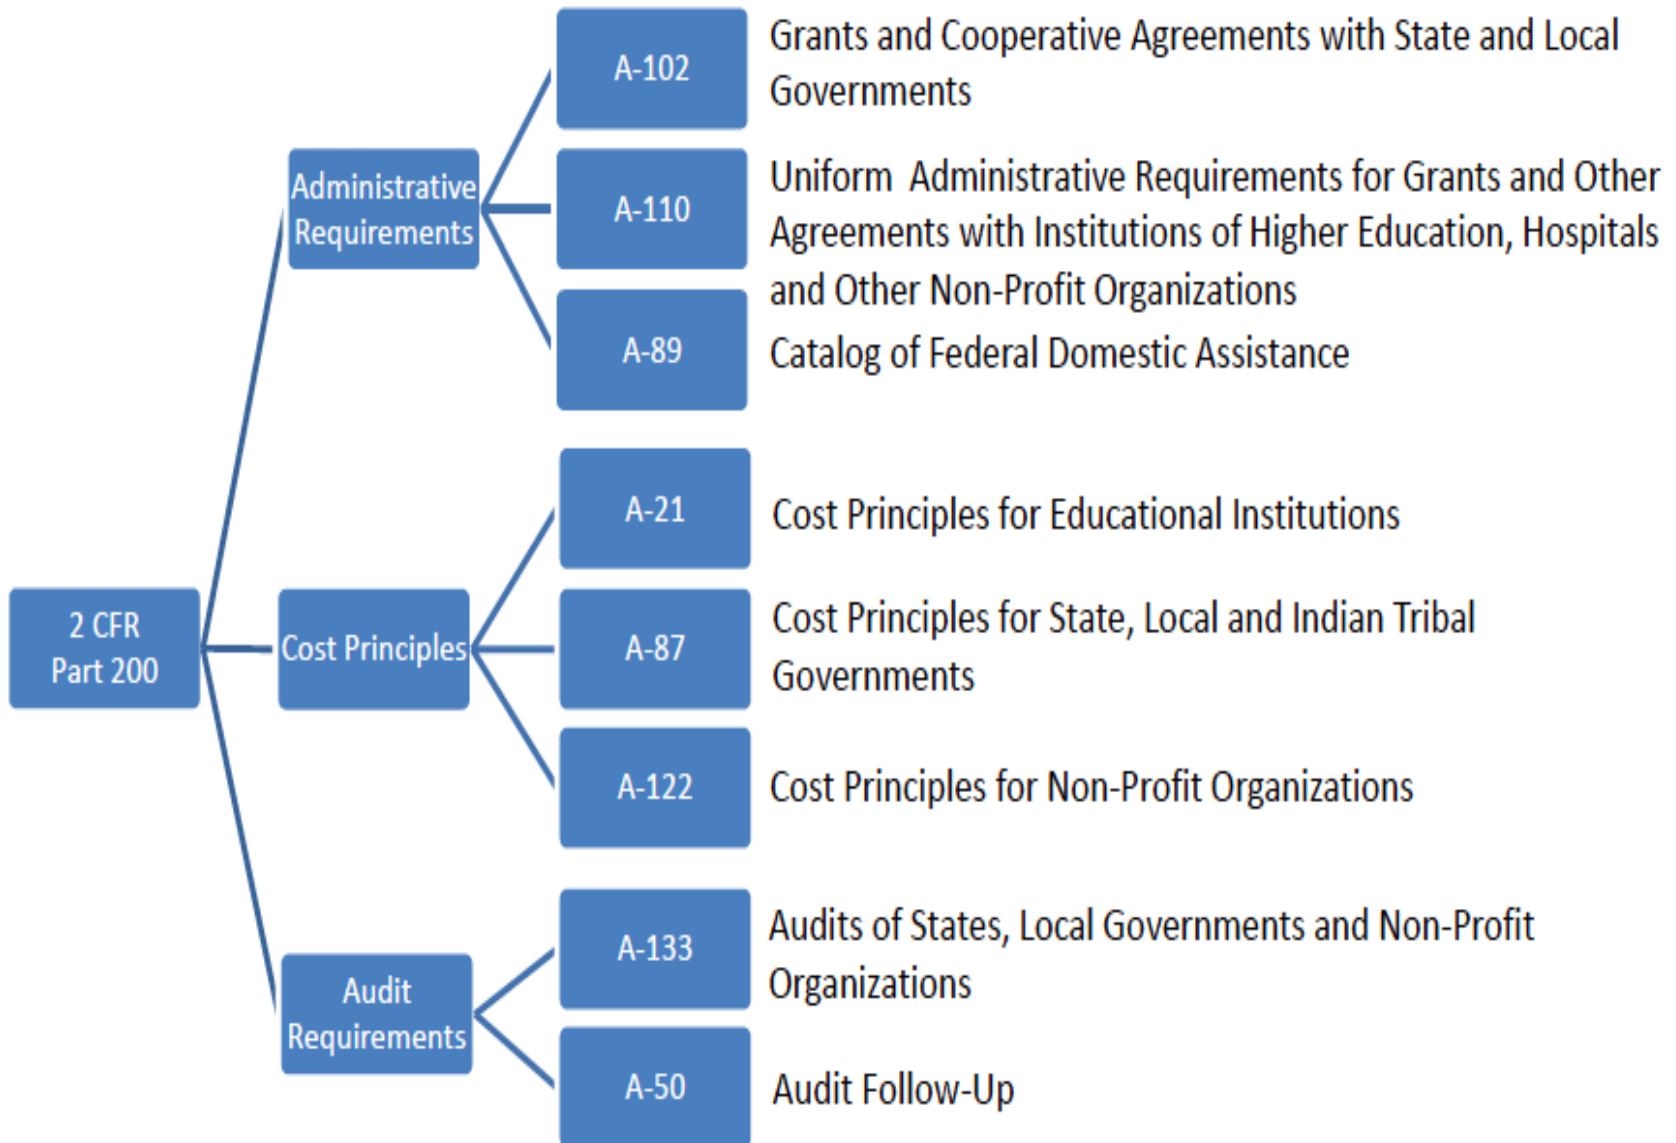 2 CFR
Part 200
Administrative
Requirements
A-102
Grants and Cooperative Agreements with State and Local
Governments
A-110
Uniform Administrative Requirements for Grants and Other
Agreements with Institutions of Higher Education, Hospitals
and Other Non-Profit Organizations
A-89
Catalog of Federal Domestic Assistance
Cost Principles
A-21
Cost Principles for Educational Institutions
A-87
Cost Principles for State, Local and Indian Tribal
Governments
A-122
Cost Principles for Non-Profit Organizations
Audit
Requirements
A-133
Audits of States, Local Governments and Non-Profit
Organizations
A-50
Audit Follow-Up